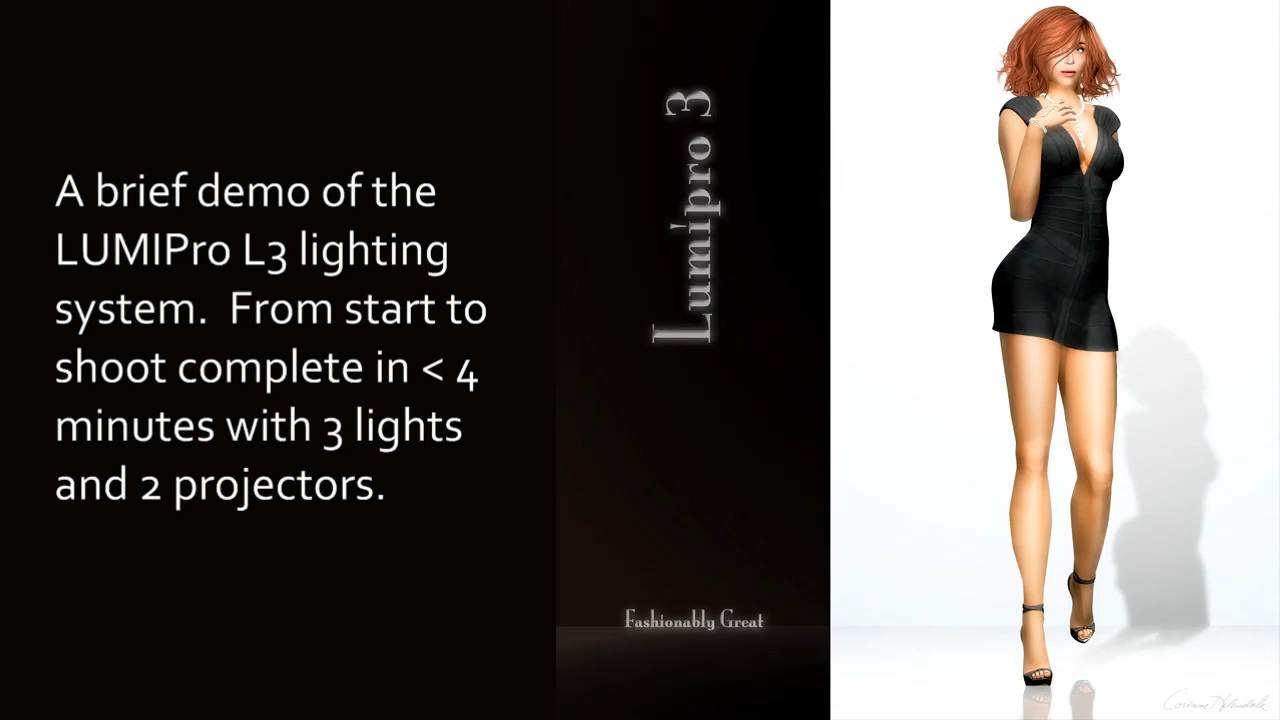 A brief demo of the
LUMIPro L3 lighting
system.  From start to
shoot complete in < 4
minutes with 3 lights
and 2 projectors.
Lumipro 3
Fashionably Great